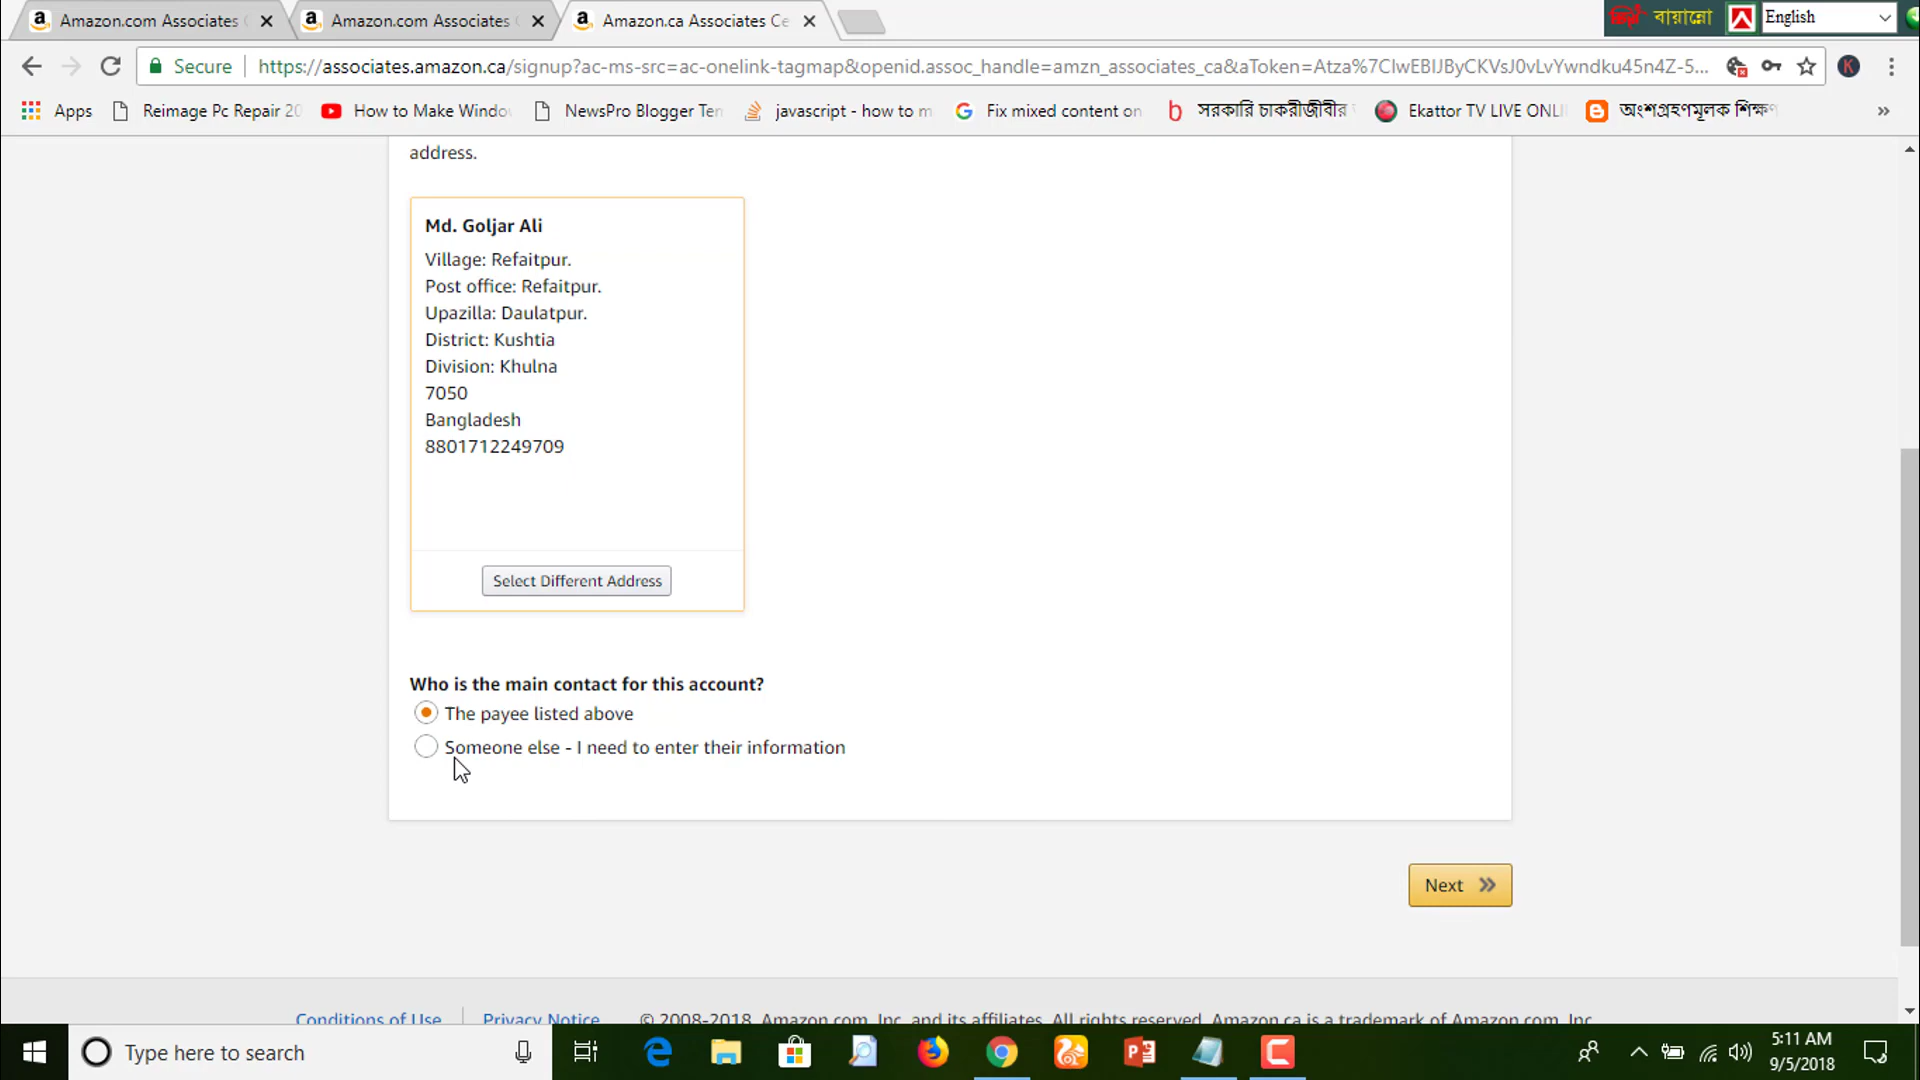 Amazon.com Associates
Amazon.com Associates
Amazon.ca Associates Ce
বায়ান্নো
English
Secure
https://associates.amazon.ca/signup?ac-ms-src=ac-onelink-tagmap&openid.assoc_handle=amzn_associates_ca&aToken=Atza%7CIwEBIJByCKVsJ0vLvYwndku45n4Z-5...
Apps
Reimage Pc Repair 20
How to Make Windo
NewsPro Blogger Ten
javascript - how to m
Fix mixed content on
সরকারি চাকরীজীবীর
Ekattor TV LIVE ONLI
অংশগ্রহণমূলক শিক্ষণ
address.
Md. Goljar Ali
Village: Refaitpur.
Post office: Refaitpur.
Upazilla: Daulatpur.
District: Kushtia
Division: Khulna
7050
Bangladesh
8801712249709
Select Different Address
Who is the main contact for this account?
The payee listed above
Someone else - I need to enter their information
Next
Conditions of Use
Privacy Notice
© 2008-2018, Amazon.com, Inc. and its affiliates. All rights reserved. Amazon.ca is a trademark of Amazon.com, Inc.
Type here to search
5:11 AM
9/5/2018